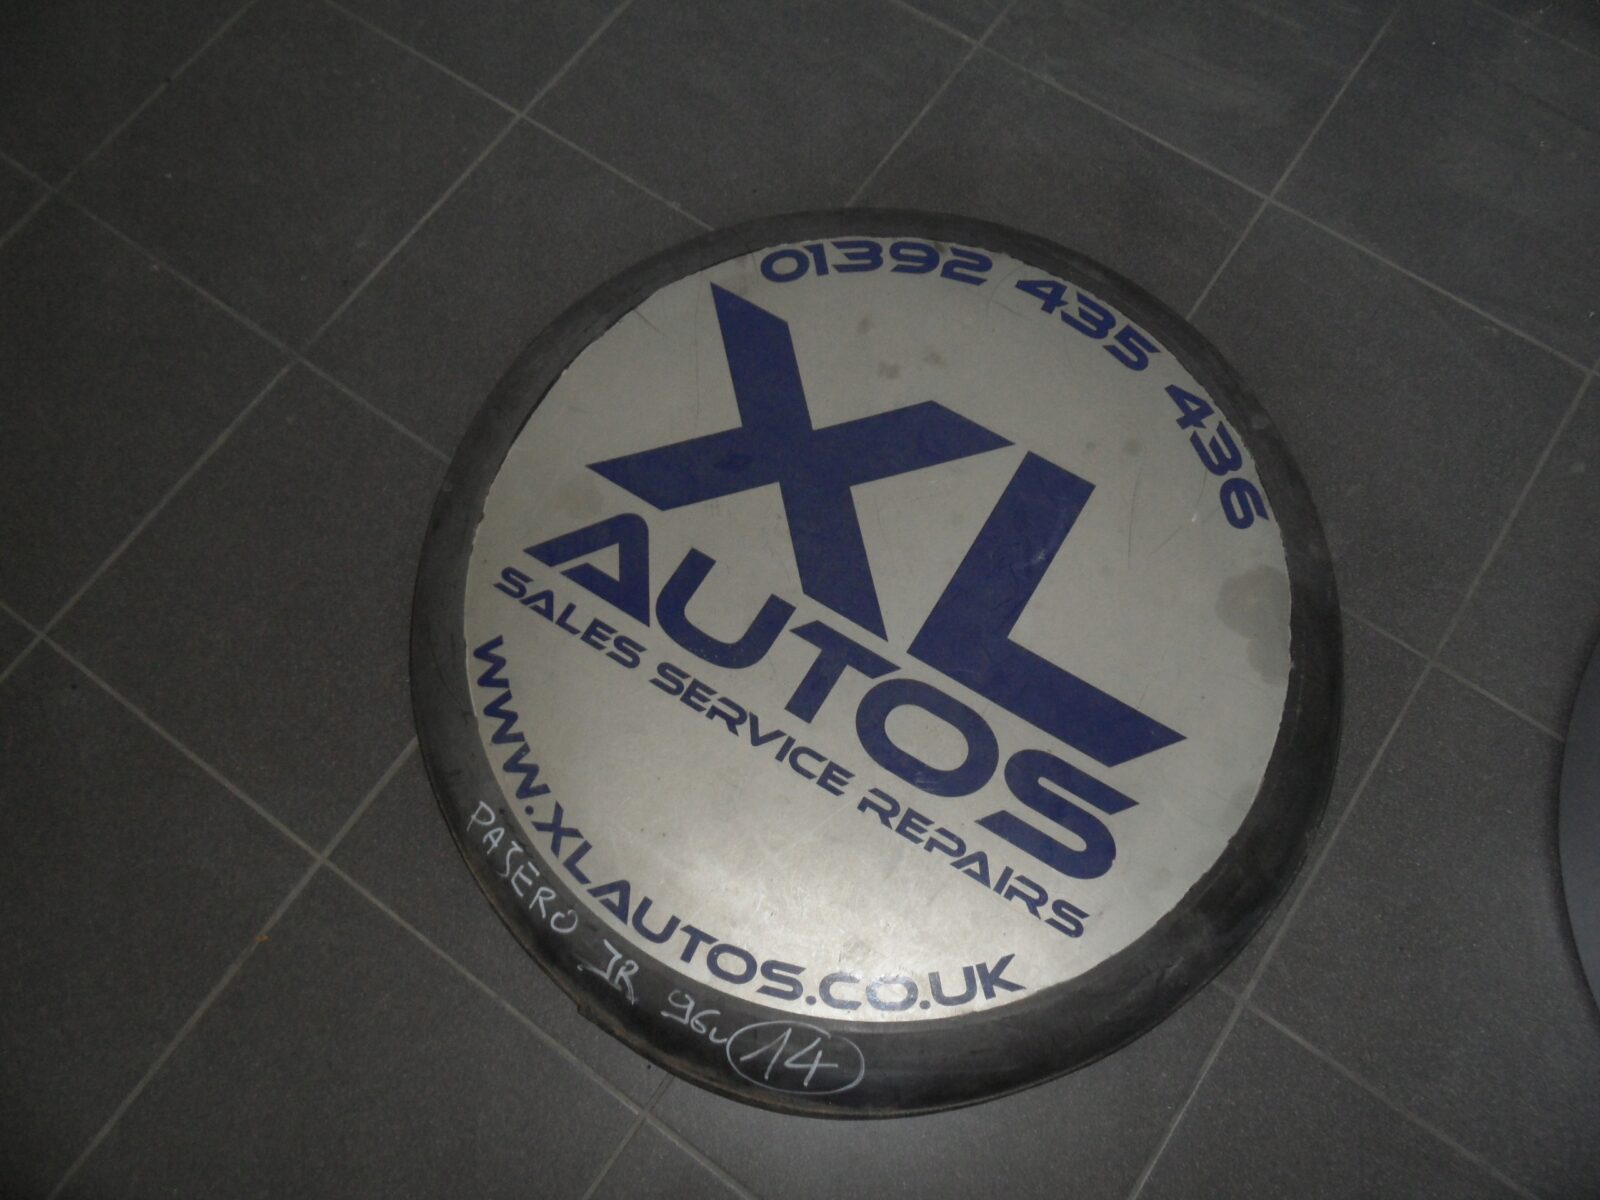 01392 435 436
XL
AUTOS
SALES SERVICE REPAIRS
WWW.XLAUTOS.CO.UK
PAJERO JR 96
14